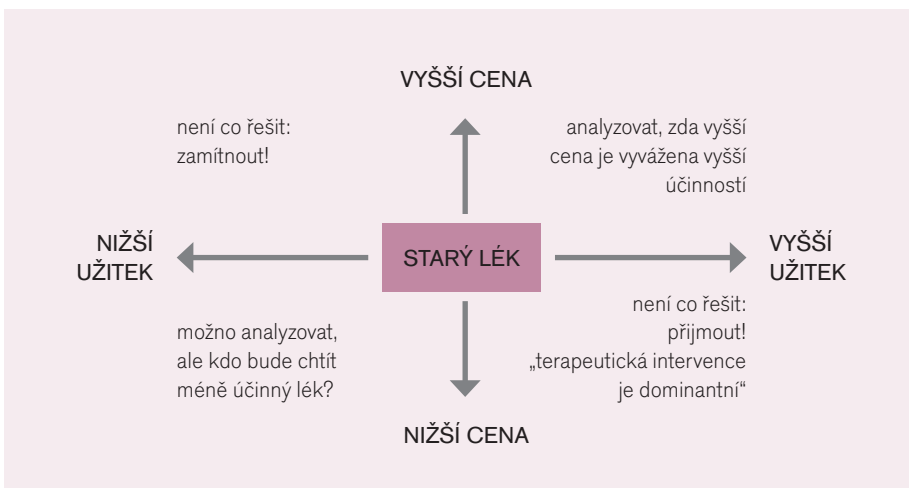 VYŠŠÍ CENA
není co řešit:
zamítnout!
analyzovat, zda vyšší
cena je vyvážena vyšší
účinností
NIŽŠÍ
UŽITEK
STARÝ LÉK
VYŠŠÍ
UŽITEK
možno analyzovat,
ale kdo bude chtít
méně účinný lék?
není co řešit:
přijmout!
„terapeutická intervence
je dominantní“
NIŽŠÍ CENA